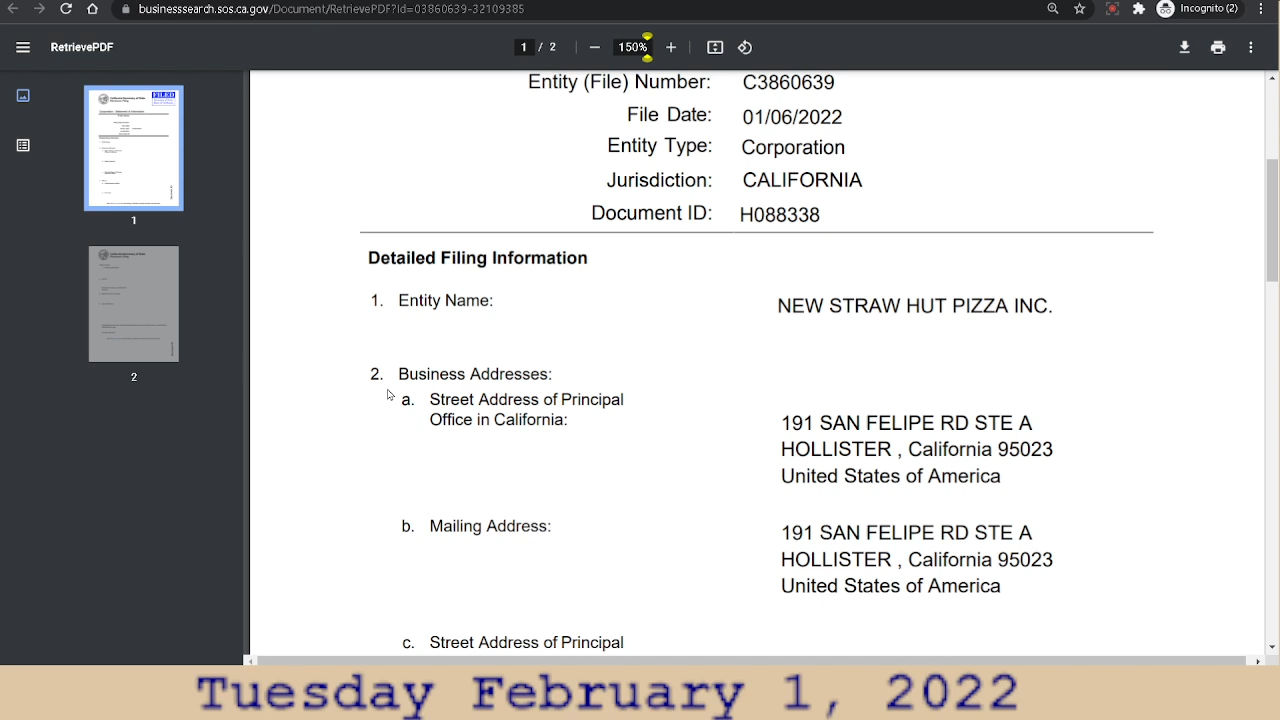 businesssearch.sos.ca.gov/Document/RetrievePDF?Id=03860639-32109385
Incognito (2)
RetrievePDF
1 / 2
150%
FILED
1
2
Entity (File) Number: C3860639
File Date: 01/06/2022
Entity Type: Corporation
Jurisdiction: CALIFORNIA
Document ID: H088338
Detailed Filing Information
1. Entity Name:
NEW STRAW HUT PIZZA INC.
2. Business Addresses:
a. Street Address of Principal
Office in California:
191 SAN FELIPE RD STE A
HOLLISTER , California 95023
United States of America
b. Mailing Address:
191 SAN FELIPE RD STE A
HOLLISTER , California 95023
United States of America
c. Street Address of Principal
Tuesday February 1, 2022